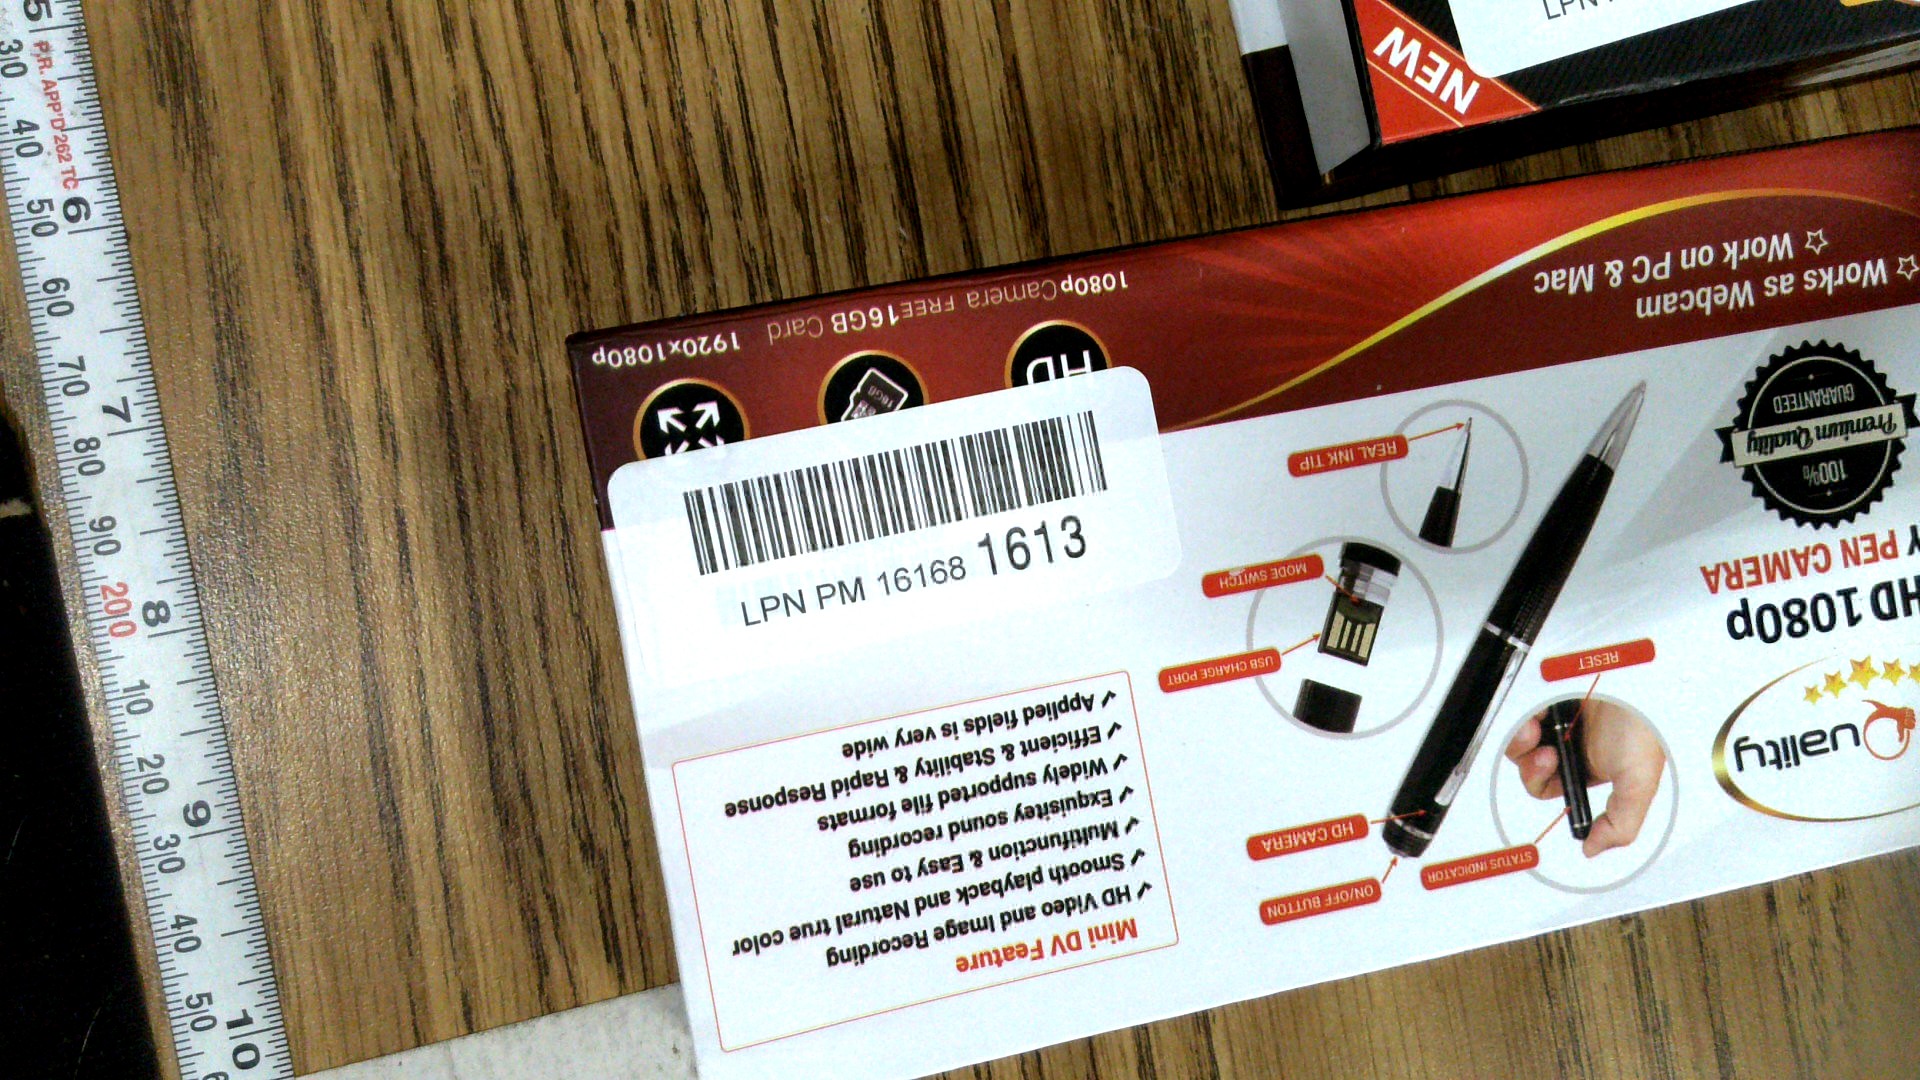 LPN
NEW
☆ Works as Webcam
☆ Work on PC & Mac
1080p Camera
FREE 16GB Card
1920x1080p
HD
16GB
LPN PM 16168 1613
100%
Premium Quality
GUARANTEED
HD 1080p
Y PEN CAMERA
Quality
REAL INK TIP
MODE SWITCH
USB CHARGE PORT
RESET
HD CAMERA
ON/OFF BUTTON
STATUS INDICATOR
Mini DV Feature
✓ HD Video and Image Recording
✓ Smooth playback and Natural true color
✓ Multifunction & Easy to use
✓ Exquisitey sound recording
✓ Widely supported file formats
✓ Efficient & Stability & Rapid Response
✓ Applied fields is very wide
5
P.R. APP'D 262 TC
30
40
50
6
60
70
7
80
90
200
8
10
20
9
30
40
50
10